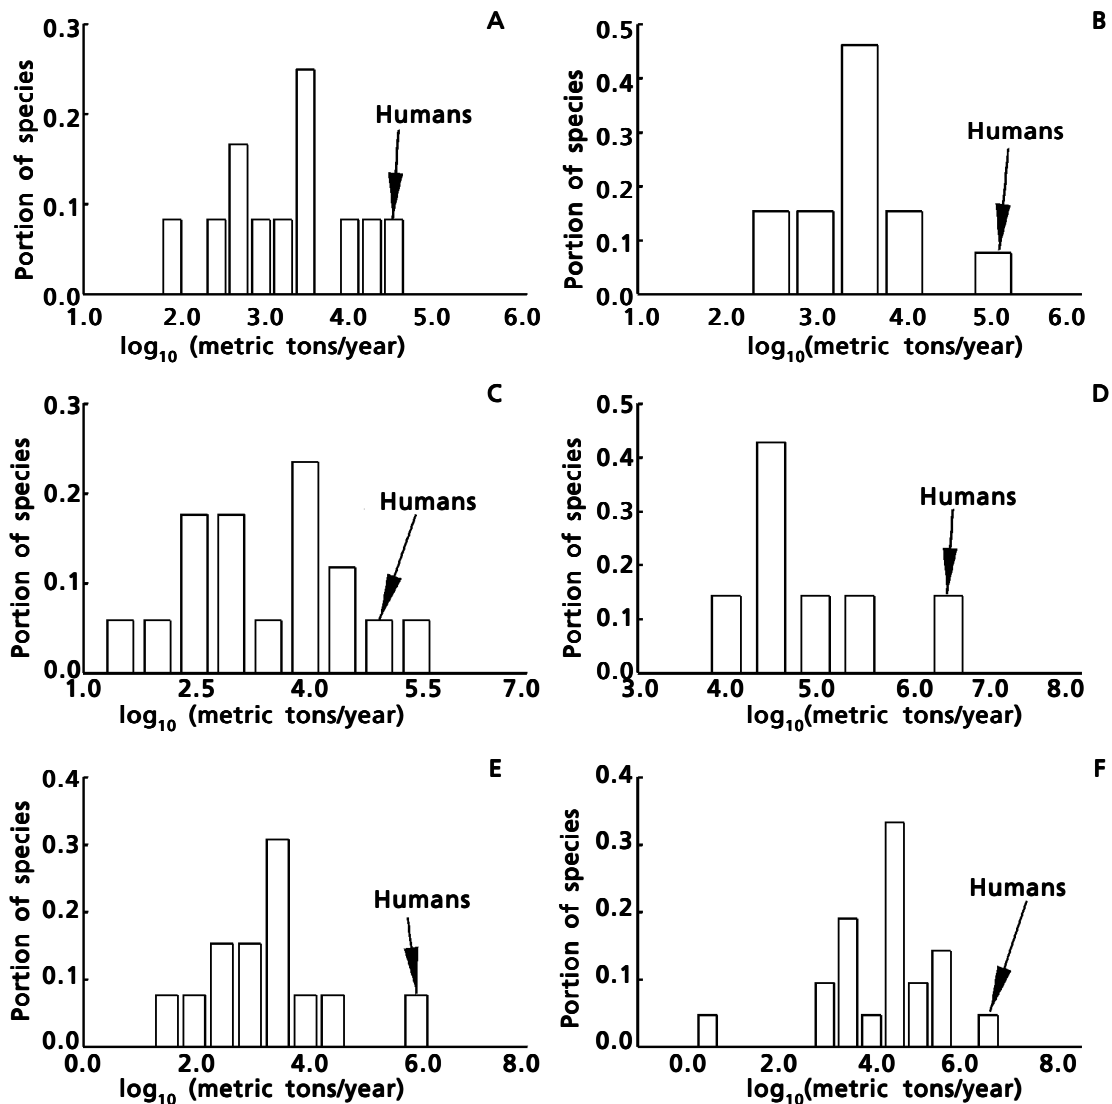 A
0.3
0.2
0.1
0.0
Portion of species
Humans
1.0 2.0 3.0 4.0 5.0 6.0
log10 (metric tons/year)
B
0.5
0.4
0.3
0.2
0.1
0.0
Portion of species
Humans
1.0 2.0 3.0 4.0 5.0 6.0
log10(metric tons/year)
C
0.3
0.2
0.1
0.0
Portion of species
Humans
1.0 2.5 4.0 5.5 7.0
log10 (metric tons/year)
D
0.5
0.4
0.3
0.2
0.1
0.0
Portion of species
Humans
3.0 4.0 5.0 6.0 7.0 8.0
log10(metric tons/year)
E
0.4
0.3
0.2
0.1
0.0
Portion of species
Humans
0.0 2.0 4.0 6.0 8.0
log10 (metric tons/year)
F
0.4
0.3
0.2
0.1
0.0
Portion of species
Humans
0.0 2.0 4.0 6.0 8.0
log10(metric tons/year)